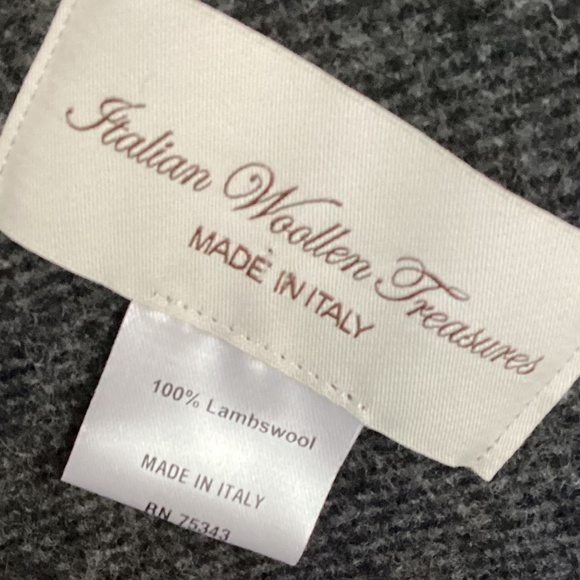 Italian Woollen Treasures
MADE IN ITALY
100% Lambswool
MADE IN ITALY
RN 75343